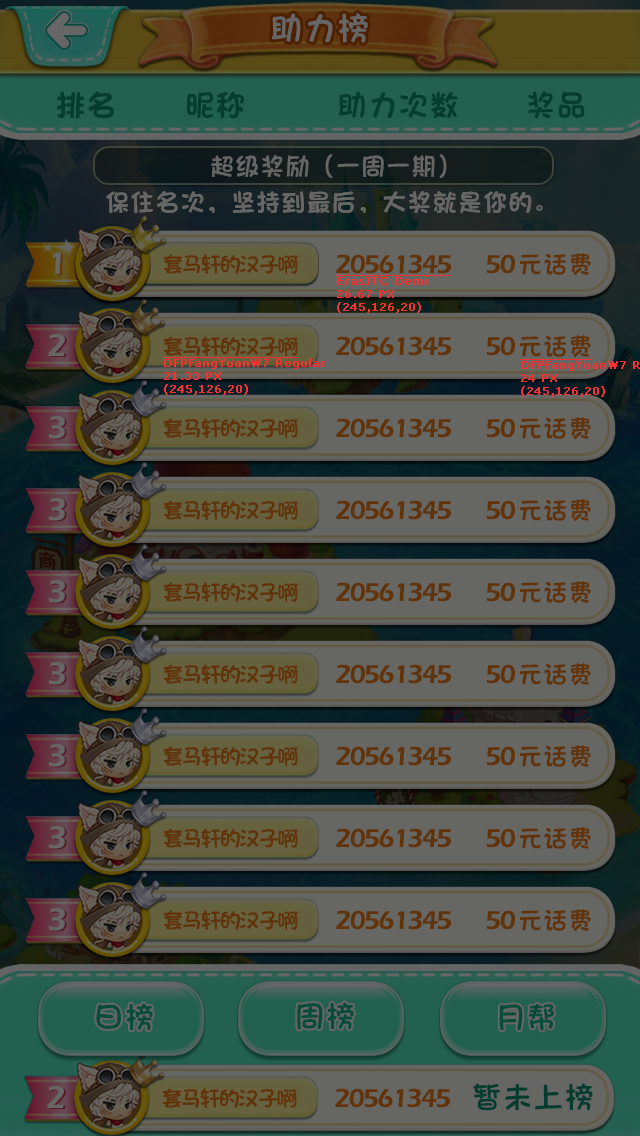 助力榜
排名 昵称 助力次数 奖品
超级奖励（一周一期）
保住名次，坚持到最后，大奖就是你的。
1 套马轩的汉子啊 20561345 50元话费
ErasITC Demi
26.67 PX
(245,126,20)
2 套马轩的汉子啊 20561345 50元话费
DFPFangYuanW7 Regular
21.33 PX
(245,126,20)
DFPFangYuanW7 R
24 PX
(245,126,20)
3 套马轩的汉子啊 20561345 50元话费
3 套马轩的汉子啊 20561345 50元话费
商
3 套马轩的汉子啊 20561345 50元话费
3 套马轩的汉子啊 20561345 50元话费
3 套马轩的汉子啊 20561345 50元话费
3 套马轩的汉子啊 20561345 50元话费
3 套马轩的汉子啊 20561345 50元话费
日榜 周榜 月帮
2 套马轩的汉子啊 20561345 暂未上榜